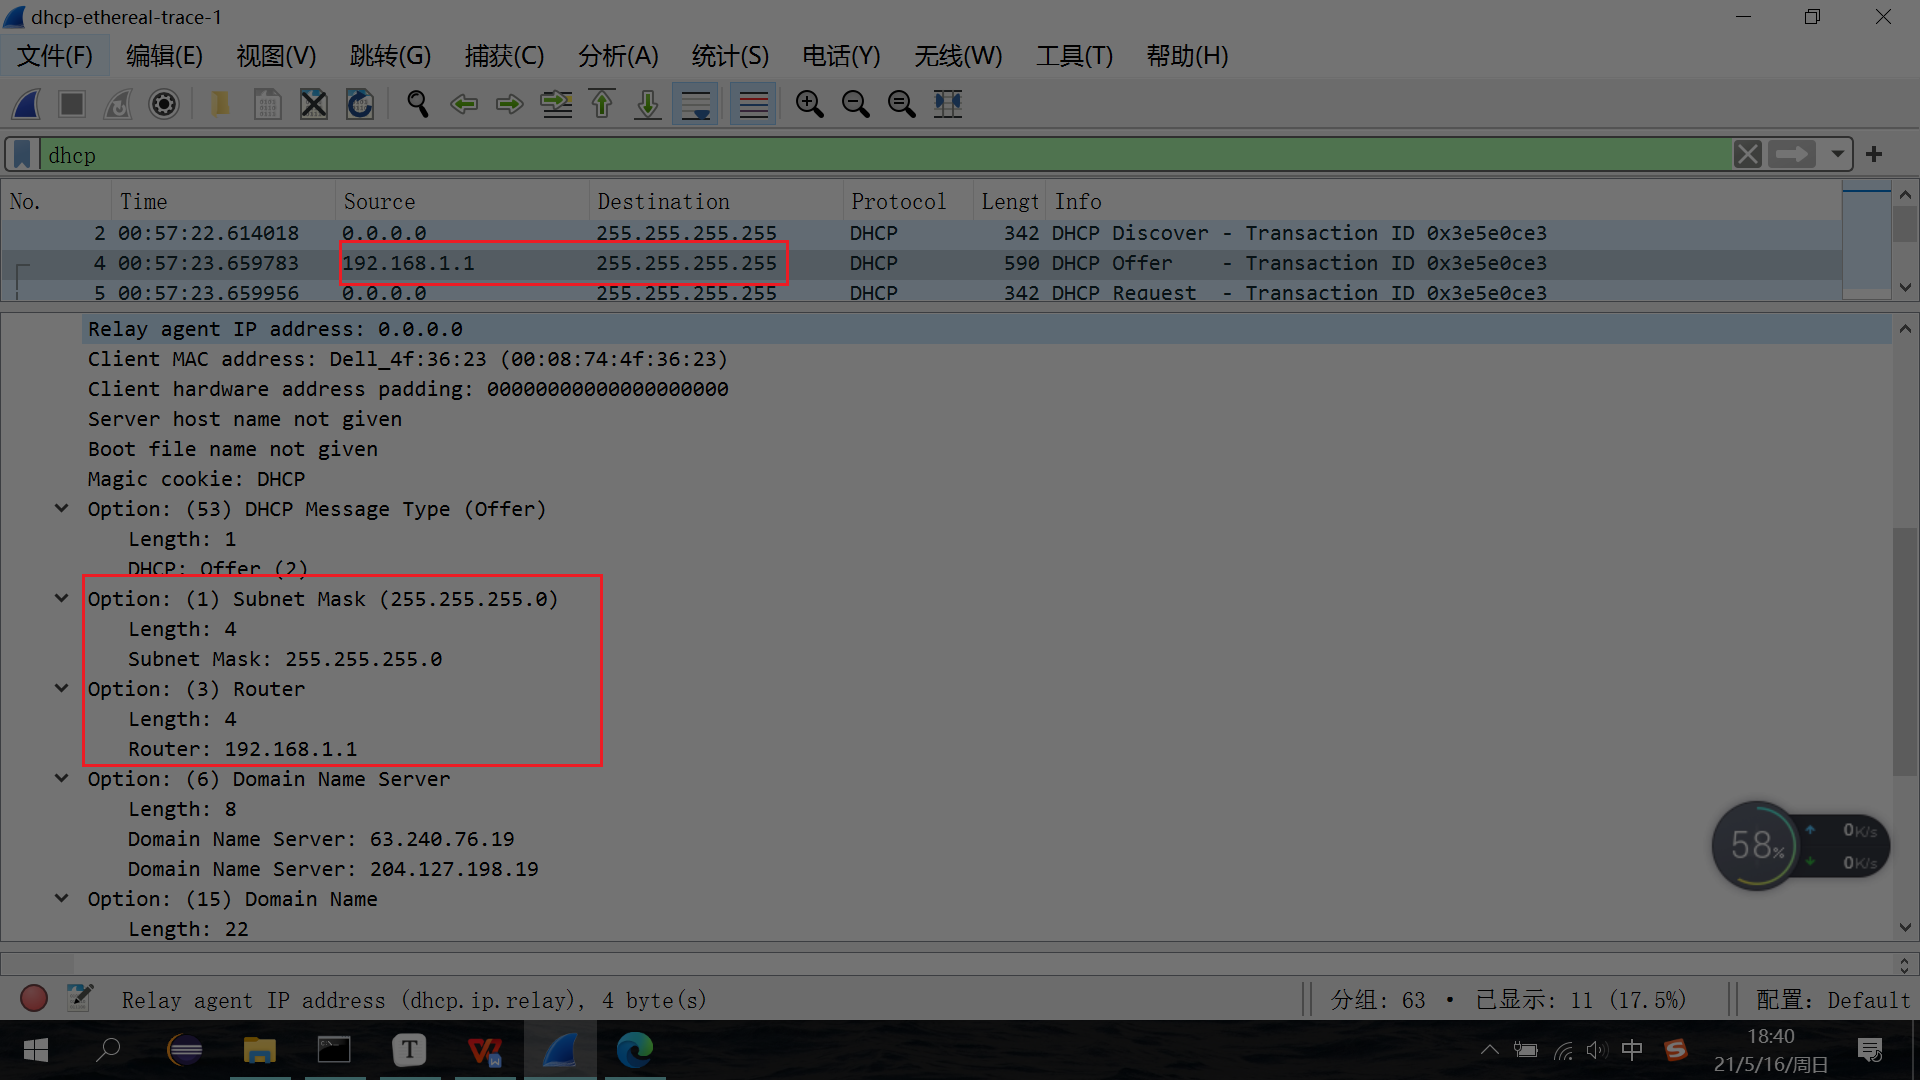 dhcp-ethereal-trace-1
文件(F) 编辑(E) 视图(V) 跳转(G) 捕获(C) 分析(A) 统计(S) 电话(Y) 无线(W) 工具(T) 帮助(H)
dhcp
No. Time Source Destination Protocol Lengt Info
2 00:57:22.614018 0.0.0.0 255.255.255.255 DHCP 342 DHCP Discover - Transaction ID 0x3e5e0ce3
4 00:57:23.659783 192.168.1.1 255.255.255.255 DHCP 590 DHCP Offer - Transaction ID 0x3e5e0ce3
5 00:57:23.659956 0.0.0.0 255.255.255.255 DHCP 342 DHCP Request - Transaction ID 0x3e5e0ce3
Relay agent IP address: 0.0.0.0
Client MAC address: Dell_4f:36:23 (00:08:74:4f:36:23)
Client hardware address padding: 00000000000000000000
Server host name not given
Boot file name not given
Magic cookie: DHCP
Option: (53) DHCP Message Type (Offer)
Length: 1
DHCP: Offer (2)
Option: (1) Subnet Mask (255.255.255.0)
Length: 4
Subnet Mask: 255.255.255.0
Option: (3) Router
Length: 4
Router: 192.168.1.1
Option: (6) Domain Name Server
Length: 8
Domain Name Server: 63.240.76.19
Domain Name Server: 204.127.198.19
Option: (15) Domain Name
Length: 22
58%
0K/s
0K/s
Relay agent IP address (dhcp.ip.relay), 4 byte(s)
分组: 63 · 已显示: 11 (17.5%)
配置: Default
T
W
中
S
18:40
21/5/16/周日